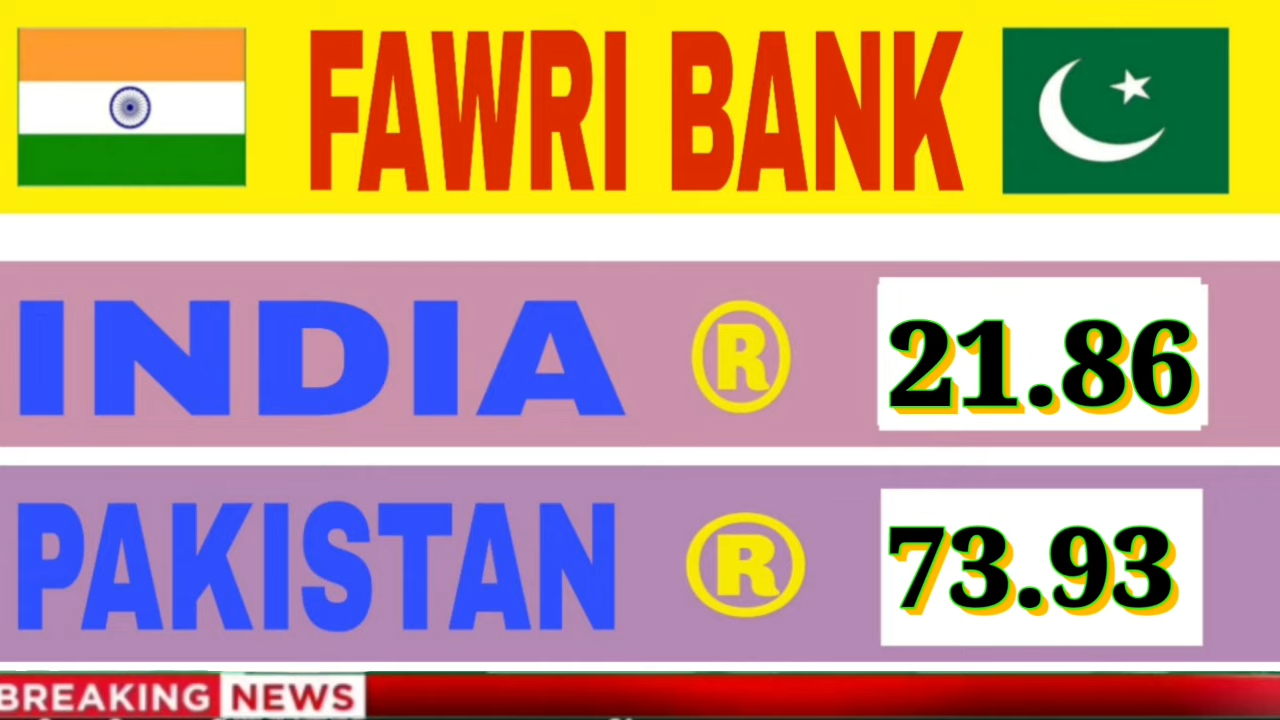 FAWRI BANK
INDIA ® 21.86
PAKISTAN ® 73.93
BREAKING NEWS